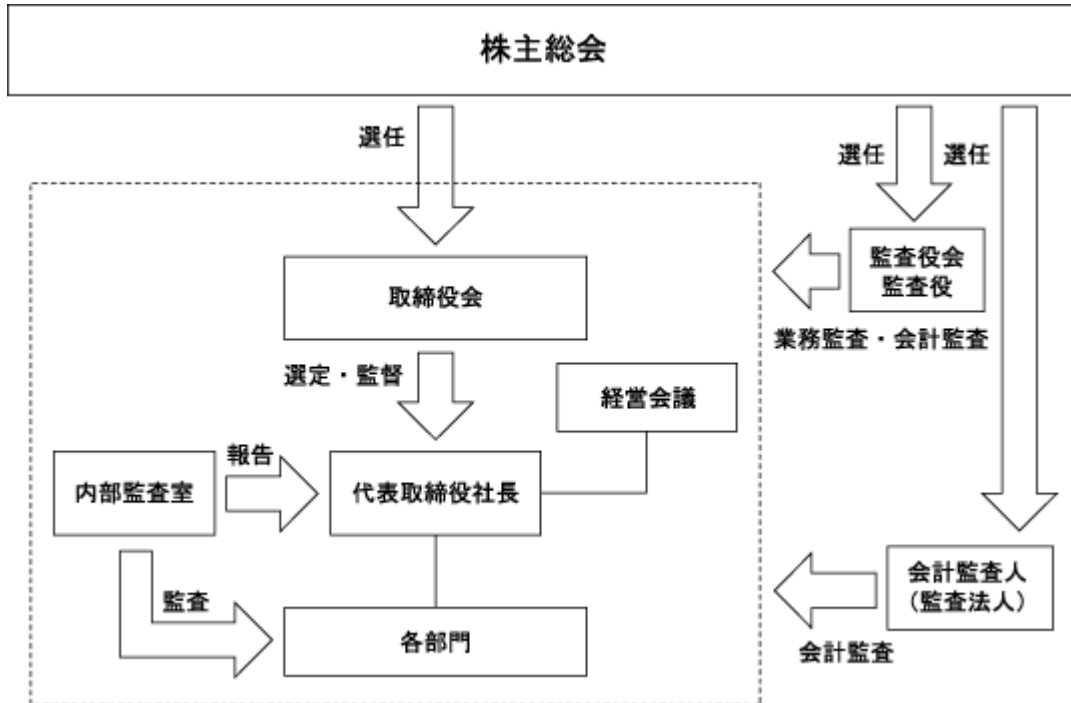 株主総会
選任
選任
選任
監査役会
監査役
取締役会
業務監査・会計監査
選定・監督
経営会議
報告
内部監査室
代表取締役社長
会計監査人
（監査法人）
監査
各部門
会計監査